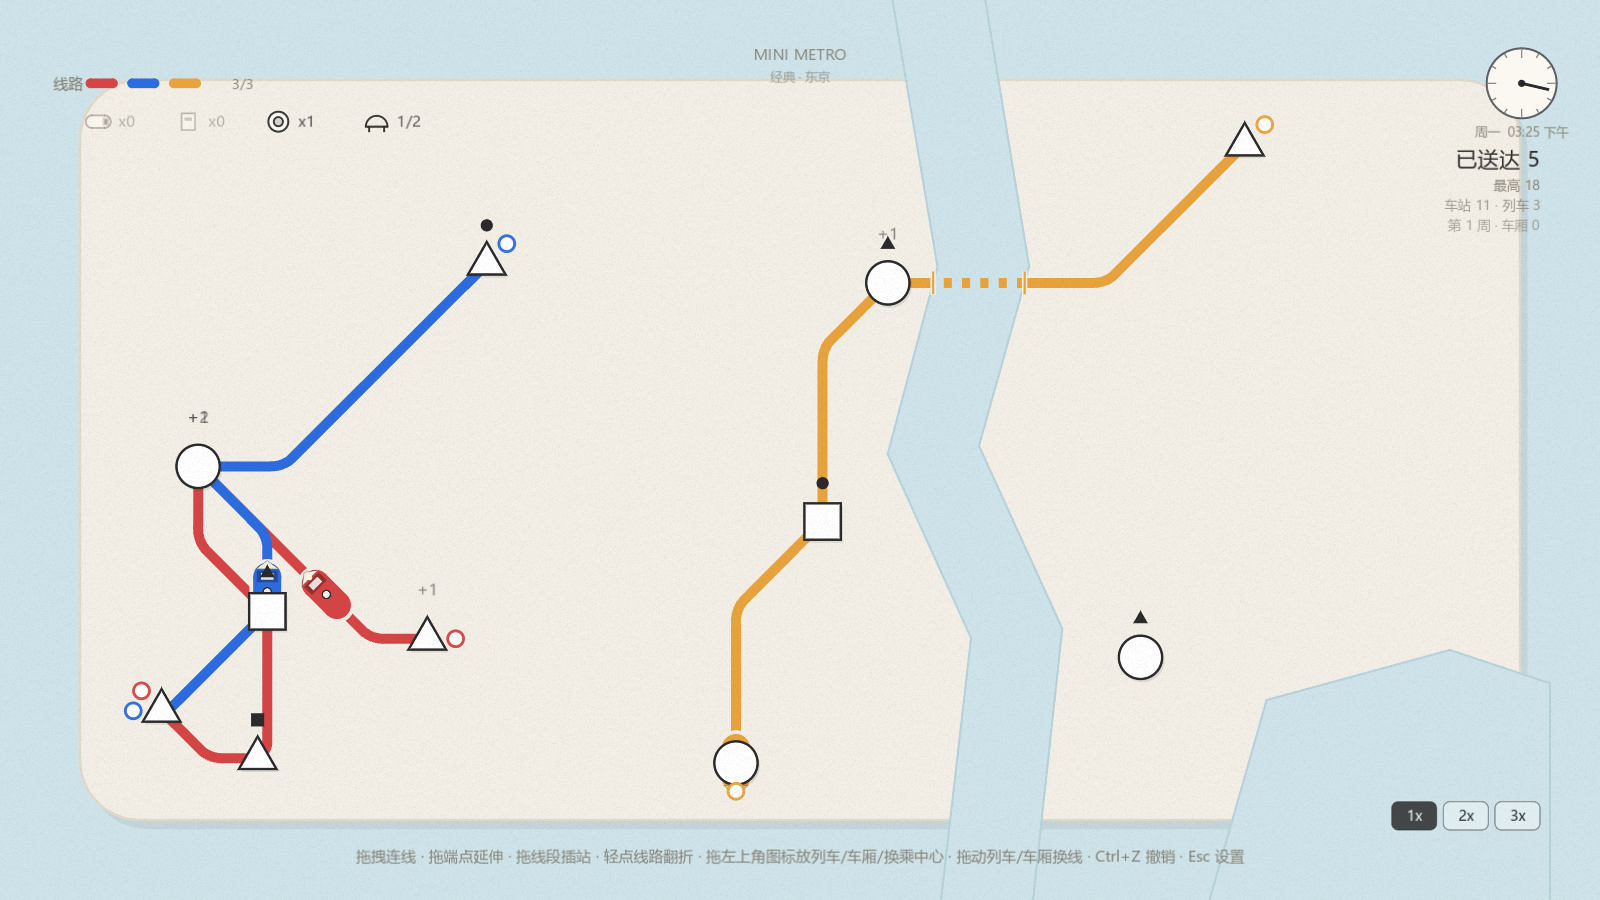 MINI METRO
经典 · 东京
线路 3/3
x0 x0 x1 1/2
周一 03:25 下午
已送达 5
最高 18
车站 11 · 列车 3
第 1 周 · 车厢 0
+1
+1
1x 2x 3x
拖拽连线 · 拖端点延伸 · 拖线段插站 · 轻点线路翻折 · 拖左上角图标放列车/车厢/换乘中心 · 拖动列车/车厢换线 · Ctrl+Z 撤销 · Esc 设置